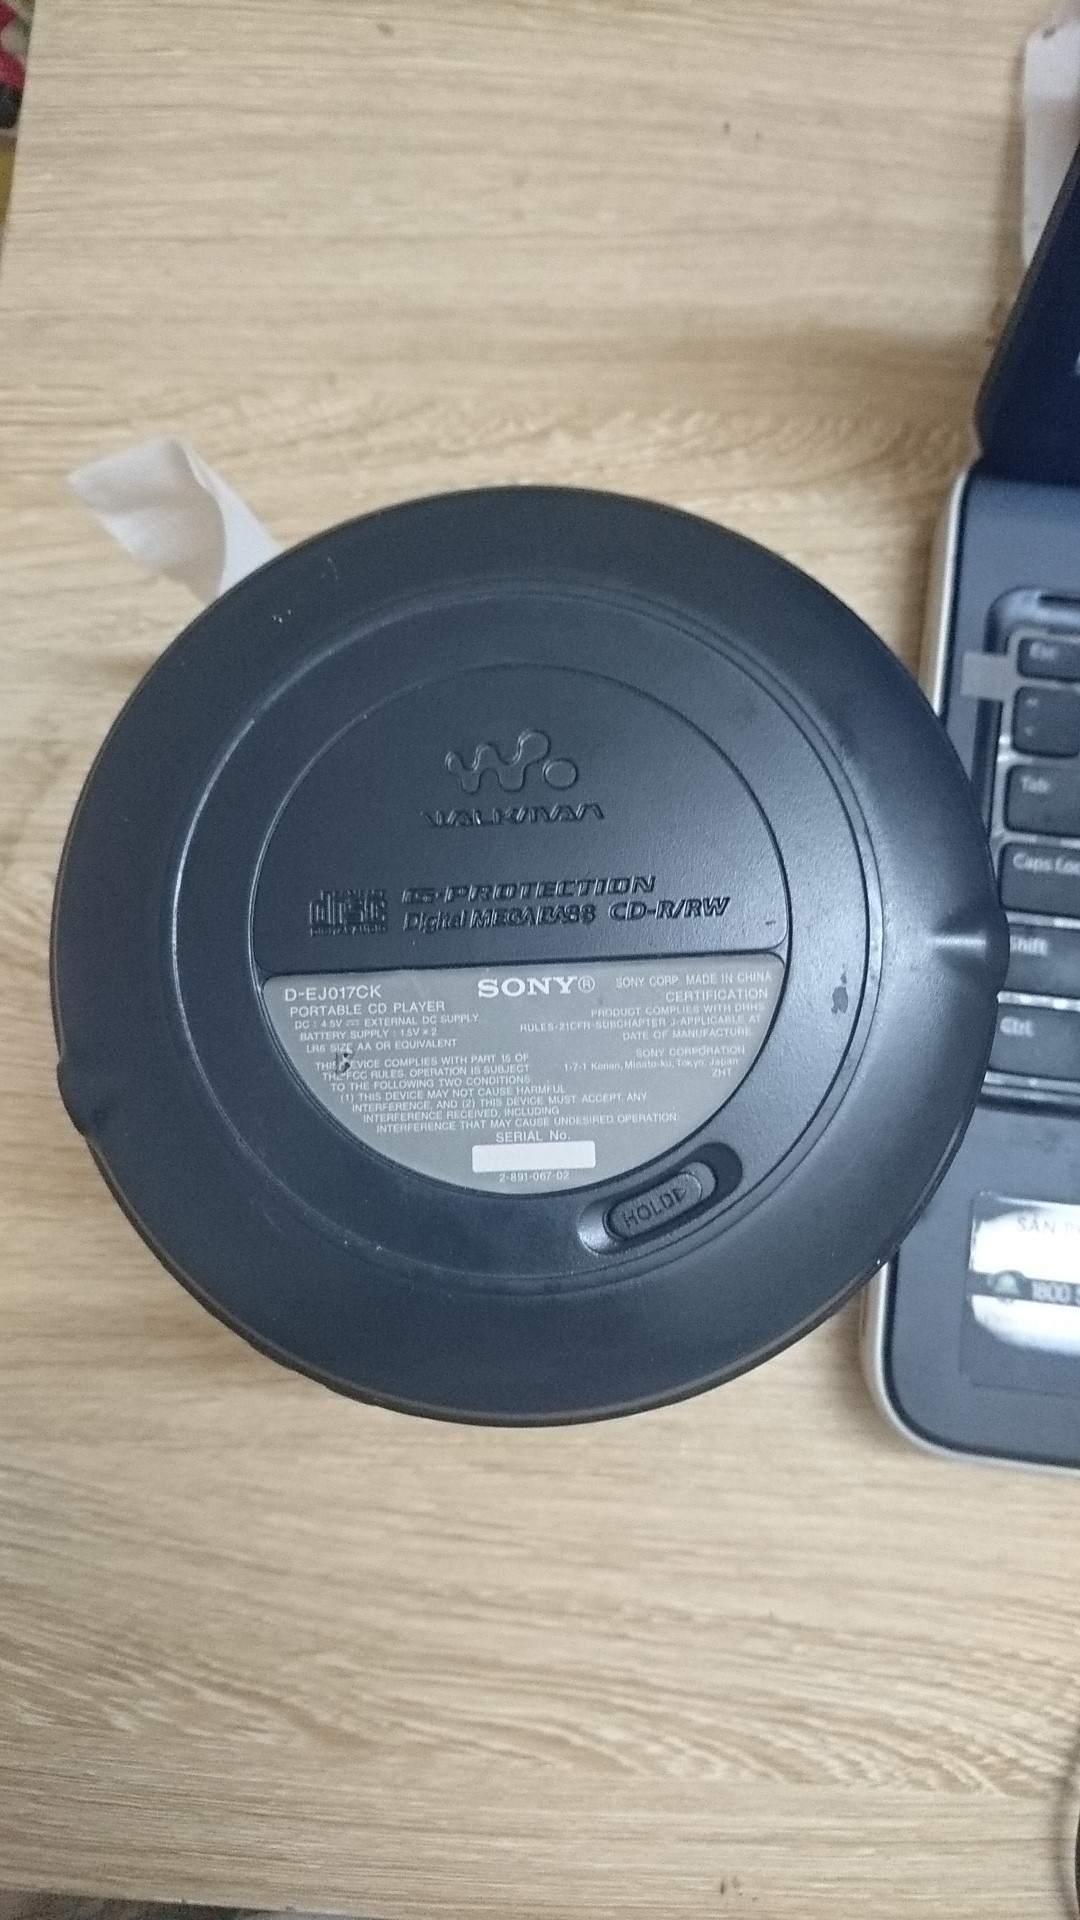 WALKMAN
disc
DIGITAL AUDIO
G-PROTECTION
Digital MEGA BASS CD-R/RW
D-EJ017CK
PORTABLE CD PLAYER
DC : 4.5V ⎓ EXTERNAL DC SUPPLY
BATTERY SUPPLY : 1.5V × 2
LR6 SIZE AA OR EQUIVALENT
SONY®
SONY CORP. MADE IN CHINA
CERTIFICATION
PRODUCT COMPLIES WITH DHHS
RULES-21CFR-SUBCHAPTER J-APPLICABLE AT
DATE OF MANUFACTURE.
SONY CORPORATION
1-7-1 Konan, Minato-ku, Tokyo, Japan
ZHT
THIS DEVICE COMPLIES WITH PART 15 OF
THE FCC RULES. OPERATION IS SUBJECT
TO THE FOLLOWING TWO CONDITIONS.
(1) THIS DEVICE MAY NOT CAUSE HARMFUL
INTERFERENCE, AND (2) THIS DEVICE MUST ACCEPT ANY
INTERFERENCE RECEIVED, INCLUDING
INTERFERENCE THAT MAY CAUSE UNDESIRED OPERATION.
SERIAL No.
2-891-067-02
HOLD
Esc
Tab
Caps
Shift
Ctrl
SẢN
1800